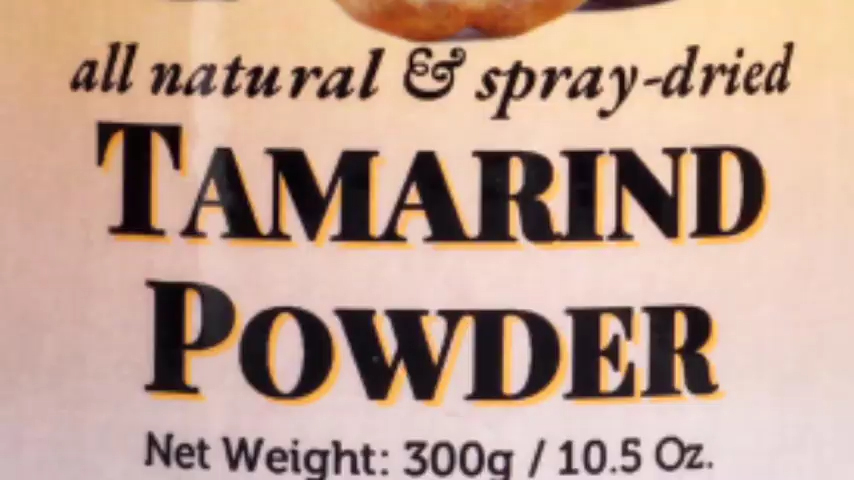 all natural & spray-dried
TAMARIND
POWDER
Net Weight: 300g / 10.5 Oz.